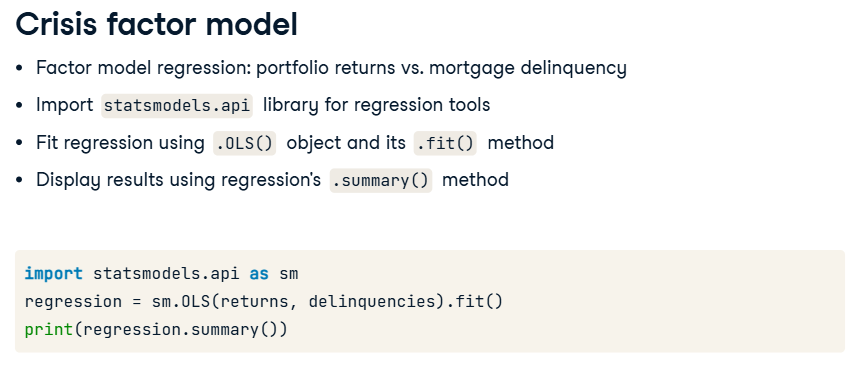 Crisis factor model
• Factor model regression: portfolio returns vs. mortgage delinquency
• Import statsmodels.api library for regression tools
• Fit regression using .OLS() object and its .fit() method
• Display results using regression's .summary() method
import statsmodels.api as sm
regression = sm.OLS(returns, delinquencies).fit()
print(regression.summary())